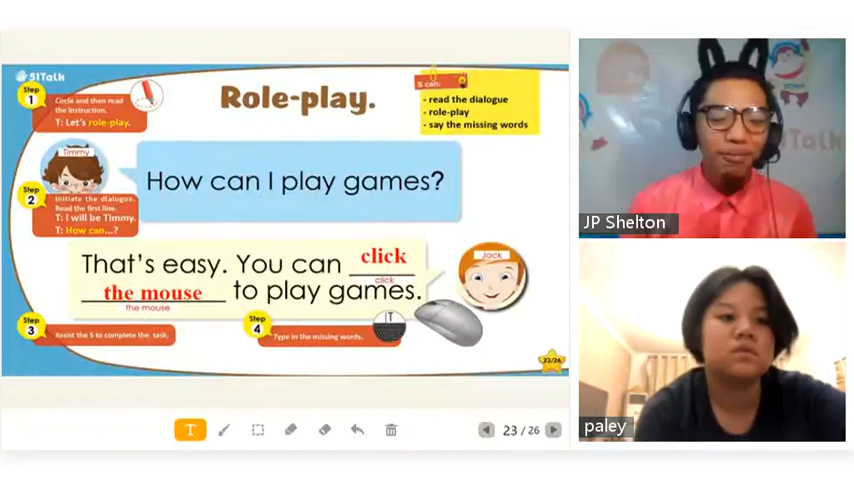 51Talk
Step
1
Circle and then read
the instruction.
T: Let's role-play.
Role-play.
S can:
- read the dialogue
- role-play
- say the missing words
Timmy
How can I play games?
Step
2
Initiate the dialogue.
Read the first line.
T: I will be Timmy.
T: How can...?
That's easy. You can click
click
the mouse to play games.
the mouse
Jack
Step
3
Assist the S to complete the task.
Step
4
Type in the missing words.
T
23/26
T
23 / 26
JP Shelton
51Talk
paley